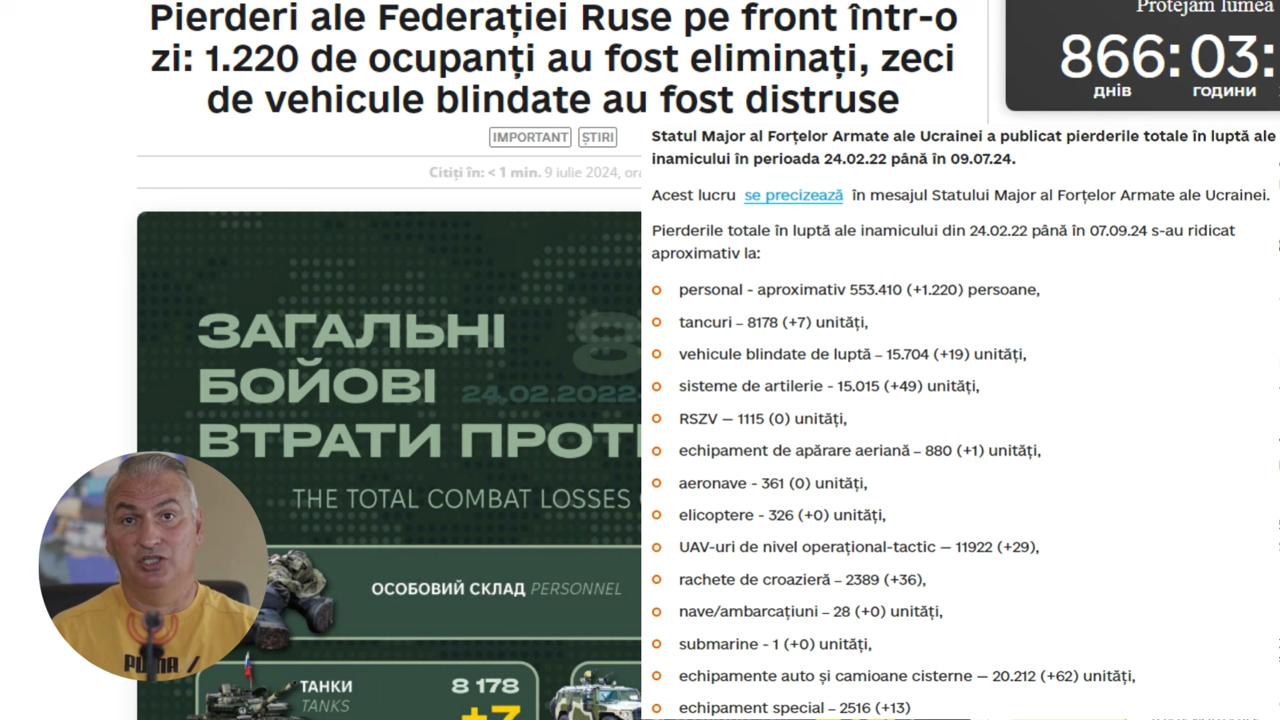 Pierderi ale Federației Ruse pe front într-o
zi: 1.220 de ocupanți au fost eliminați, zeci
de vehicule blindate au fost distruse
Protejăm lumea
866:03:
днів
години
IMPORTANT
ȘTIRI
Citiți în: < 1 min. 9 iulie 2024, ora
ЗАГАЛЬНІ
БОЙОВІ
24.02.2022
ВТРАТИ ПРОТИ
THE TOTAL COMBAT LOSSES
ОСОБОВИЙ СКЛАД PERSONNEL
ТАНКИ
TANKS
8 178
+7
PUMA
Statul Major al Forțelor Armate ale Ucrainei a publicat pierderile totale în luptă ale
inamicului în perioada 24.02.22 până în 09.07.24.
Acest lucru se precizează în mesajul Statului Major al Forțelor Armate ale Ucrainei.
Pierderile totale în luptă ale inamicului din 24.02.22 până în 07.09.24 s-au ridicat
aproximativ la:
personal - aproximativ 553.410 (+1.220) persoane,
tancuri – 8178 (+7) unități,
vehicule blindate de luptă – 15.704 (+19) unități,
sisteme de artilerie - 15.015 (+49) unități,
RSZV — 1115 (0) unități,
echipament de apărare aeriană – 880 (+1) unități,
aeronave - 361 (0) unități,
elicoptere - 326 (+0) unități,
UAV-uri de nivel operațional-tactic — 11922 (+29),
rachete de croazieră – 2389 (+36),
nave/ambarcațiuni – 28 (+0) unități,
submarine - 1 (+0) unități,
echipamente auto și camioane cisterne — 20.212 (+62) unități,
echipament special – 2516 (+13)